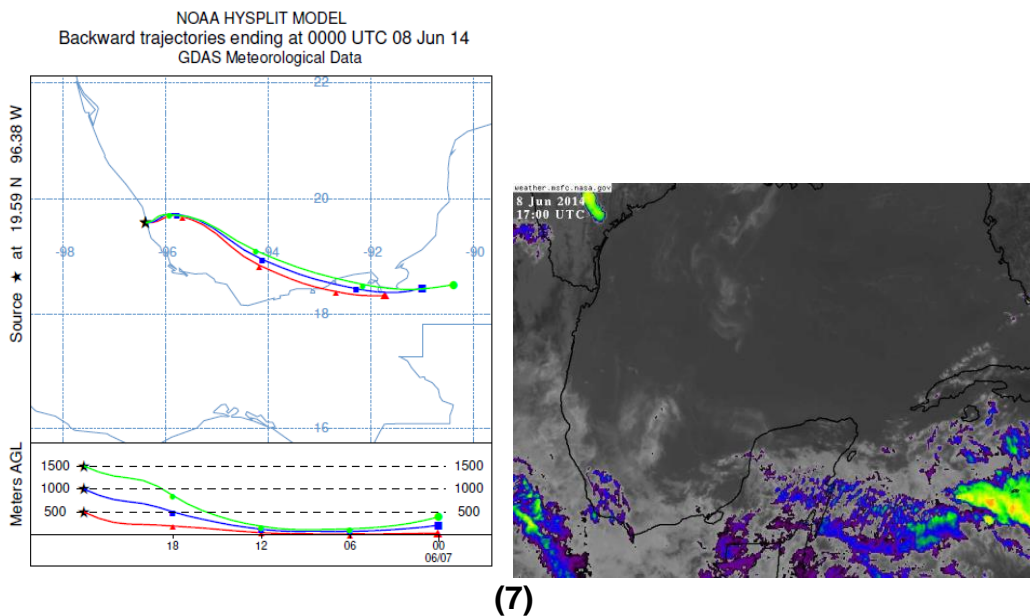 NOAA HYSPLIT MODEL
Backward trajectories ending at 0000 UTC 08 Jun 14
GDAS Meteorological Data
Source ★ at 19.59 N 96.38 W
22
20
-98
-96
-94
-92
-90
18
16
Meters AGL
1500
1500
1000
1000
500
500
18
12
06
00
06/07
weather.msfc.nasa.gov
8 Jun 2014
17:00 UTC
(7)